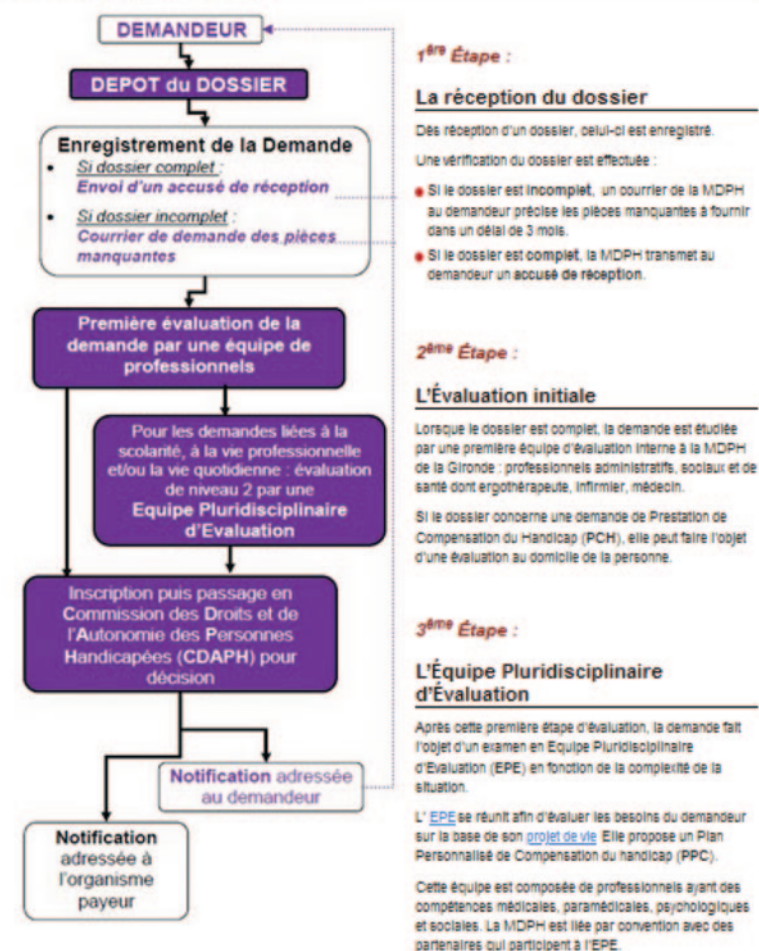 DEMANDEUR
DEPOT du DOSSIER
Enregistrement de la Demande
• Si dossier complet :
Envoi d'un accusé de réception
• Si dossier incomplet :
Courrier de demande des pièces
manquantes
Première évaluation de la
demande par une équipe de
professionnels
Pour les demandes liées à la
scolarité, à la vie professionnelle
et/ou la vie quotidienne : évaluation
de niveau 2 par une
Equipe Pluridisciplinaire
d'Evaluation
Inscription puis passage en
Commission des Droits et de
l'Autonomie des Personnes
Handicapées (CDAPH) pour
décision
Notification adressée
au demandeur
Notification
adressée à
l'organisme
payeur
1ère Étape :
La réception du dossier
Dès réception d'un dossier, celui-ci est enregistré.
Une vérification du dossier est effectuée :
• Si le dossier est incomplet, un courrier de la MDPH
au demandeur précise les pièces manquantes à fournir
dans un délai de 3 mois.
• Si le dossier est complet, la MDPH transmet au
demandeur un accusé de réception.
2ème Étape :
L'Évaluation initiale
Lorsque le dossier est complet, la demande est étudiée
par une première équipe d'évaluation interne à la MDPH
de la Gironde : professionnels administratifs, sociaux et de
santé dont ergothérapeute, infirmier, médecin.
Si le dossier concerne une demande de Prestation de
Compensation du Handicap (PCH), elle peut faire l'objet
d'une évaluation au domicile de la personne.
3ème Étape :
L'Équipe Pluridisciplinaire
d'Évaluation
Après cette première étape d'évaluation, la demande fait
l'objet d'un examen en Equipe Pluridisciplinaire
d'Evaluation (EPE) en fonction de la complexité de la
situation.
L' EPE se réunit afin d'évaluer les besoins du demandeur
sur la base de son projet de vie Elle propose un Plan
Personnalisé de Compensation du handicap (PPC).
Cette équipe est composée de professionnels ayant des
compétences médicales, paramédicales, psychologiques
et sociales. La MDPH est liée par convention avec des
partenaires qui participent à l'EPE.